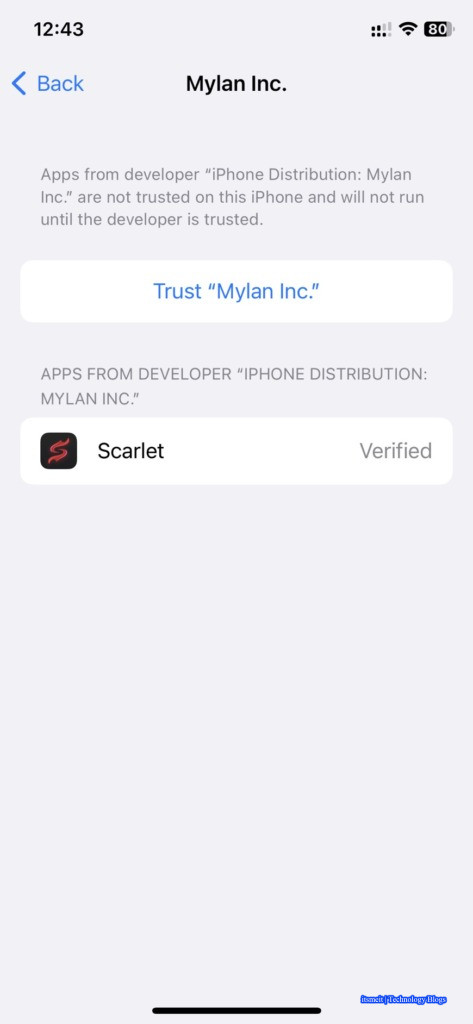 12:43
80
Back
Mylan Inc.
Apps from developer “iPhone Distribution: Mylan
Inc.” are not trusted on this iPhone and will not run
until the developer is trusted.
Trust “Mylan Inc.”
APPS FROM DEVELOPER “IPHONE DISTRIBUTION:
MYLAN INC.”
Scarlet
Verified
itsmeit | Technology Blogs